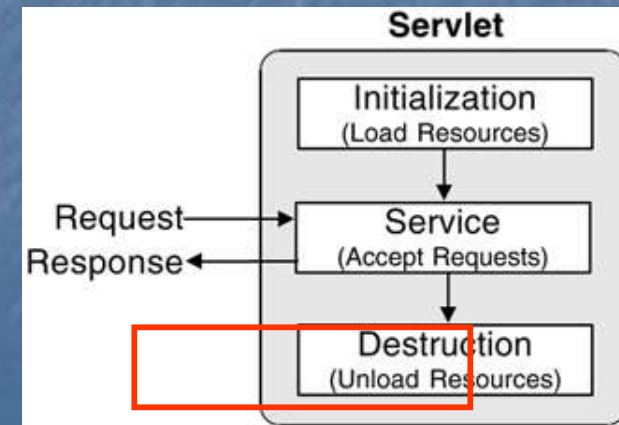 Servlet
Initialization
(Load Resources)
Request
Service
Response
(Accept Requests)
Destruction
(Unload Resources)